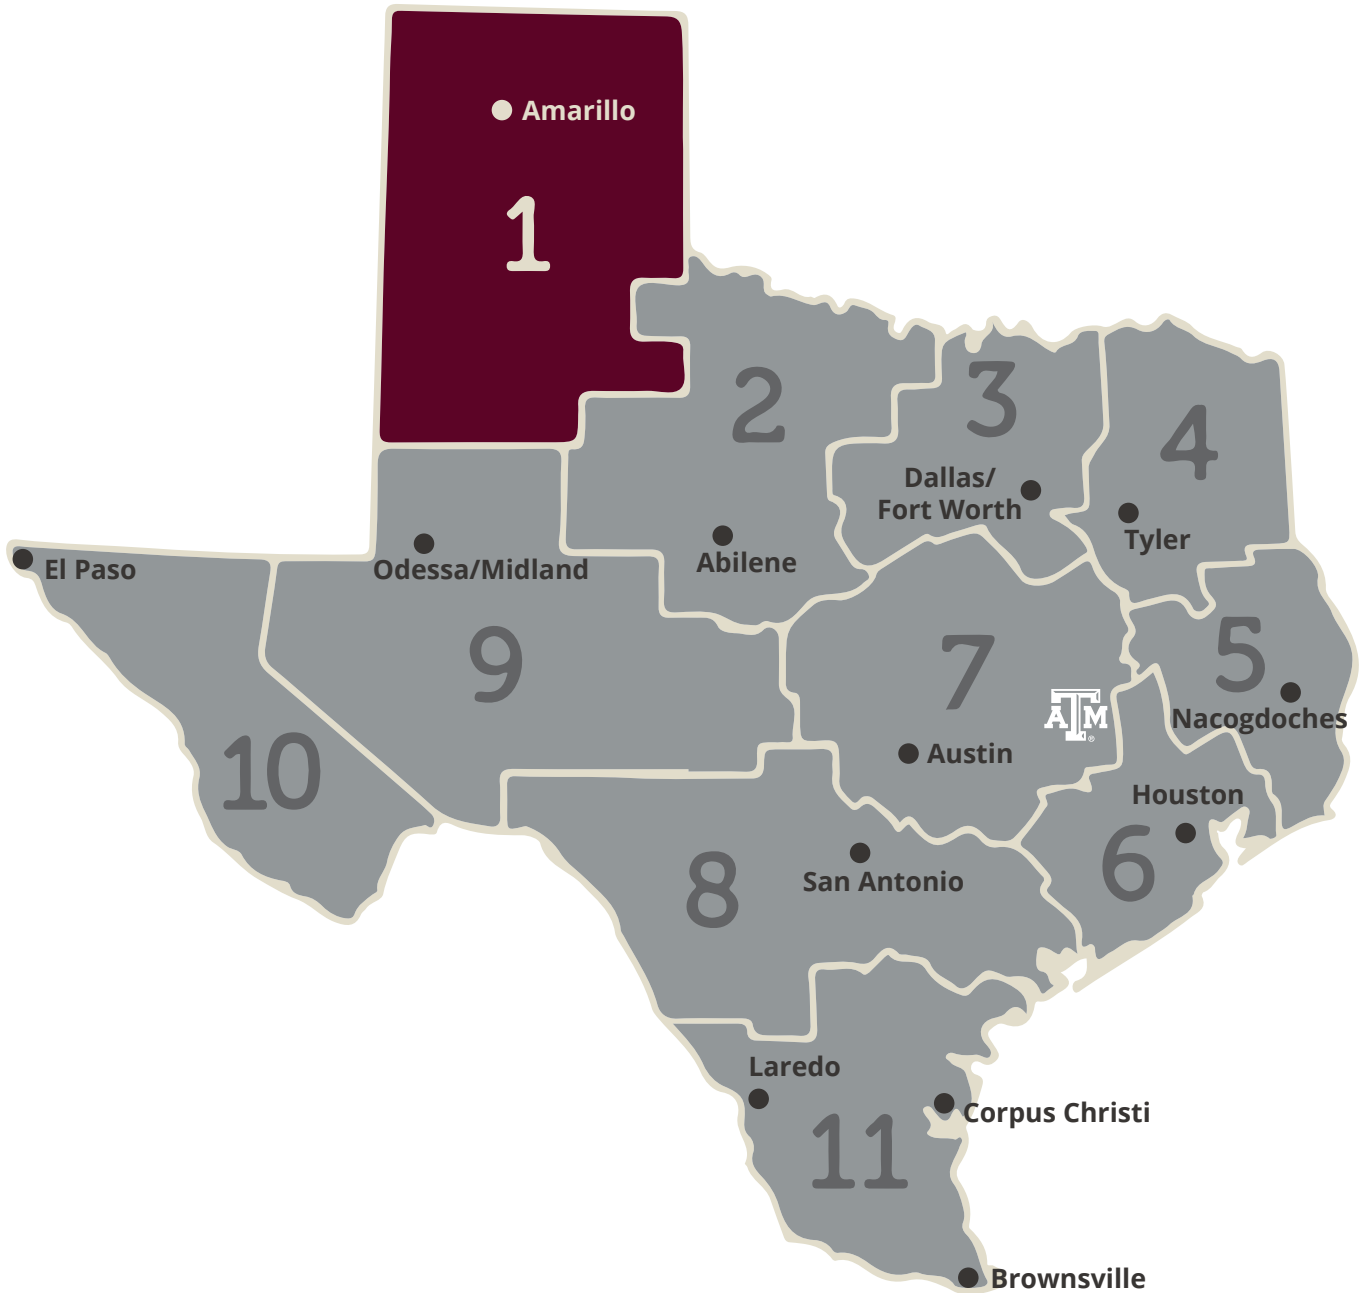 Amarillo
1
2
3
4
Dallas/
Fort Worth
Tyler
Abilene
El Paso
Odessa/Midland
5
9
7
ATM
®
Nacogdoches
10
Austin
Houston
6
8
San Antonio
Laredo
Corpus Christi
11
Brownsville